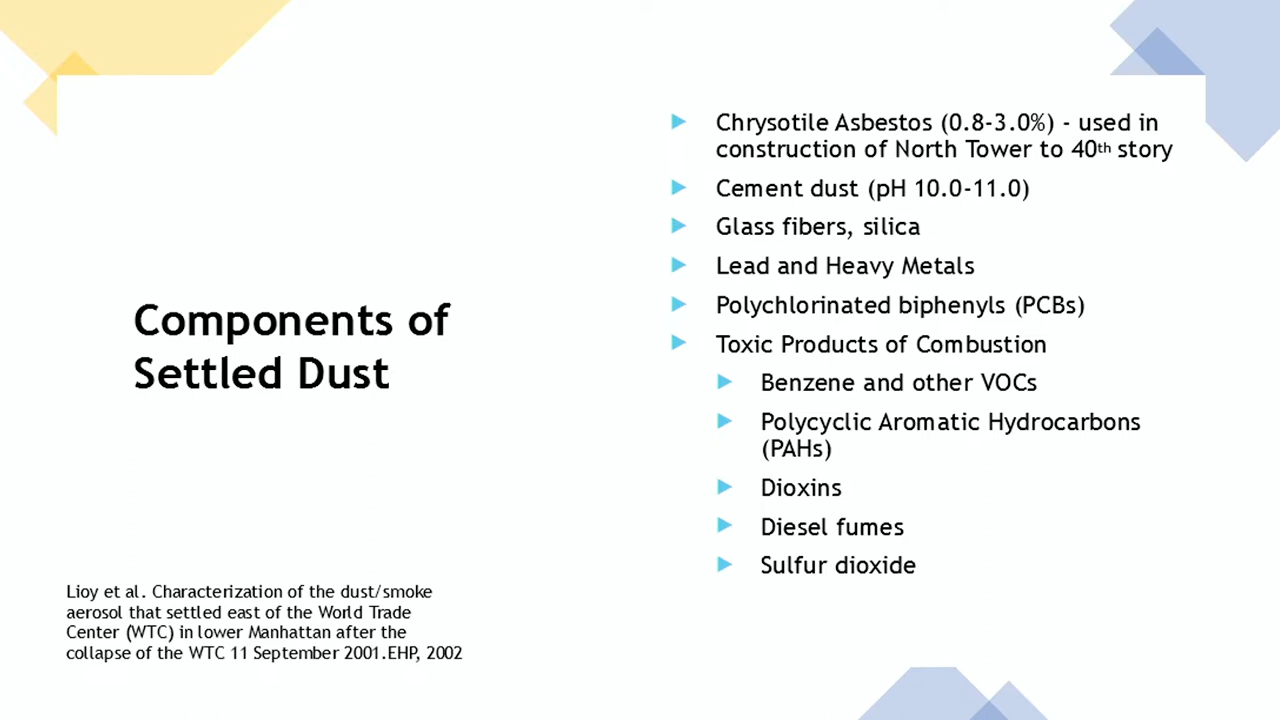 Components of
Settled Dust
Lioy et al. Characterization of the dust/smoke
aerosol that settled east of the World Trade
Center (WTC) in lower Manhattan after the
collapse of the WTC 11 September 2001.EHP, 2002
Chrysotile Asbestos (0.8-3.0%) - used in
construction of North Tower to 40th story
Cement dust (pH 10.0-11.0)
Glass fibers, silica
Lead and Heavy Metals
Polychlorinated biphenyls (PCBs)
Toxic Products of Combustion
Benzene and other VOCs
Polycyclic Aromatic Hydrocarbons
(PAHs)
Dioxins
Diesel fumes
Sulfur dioxide